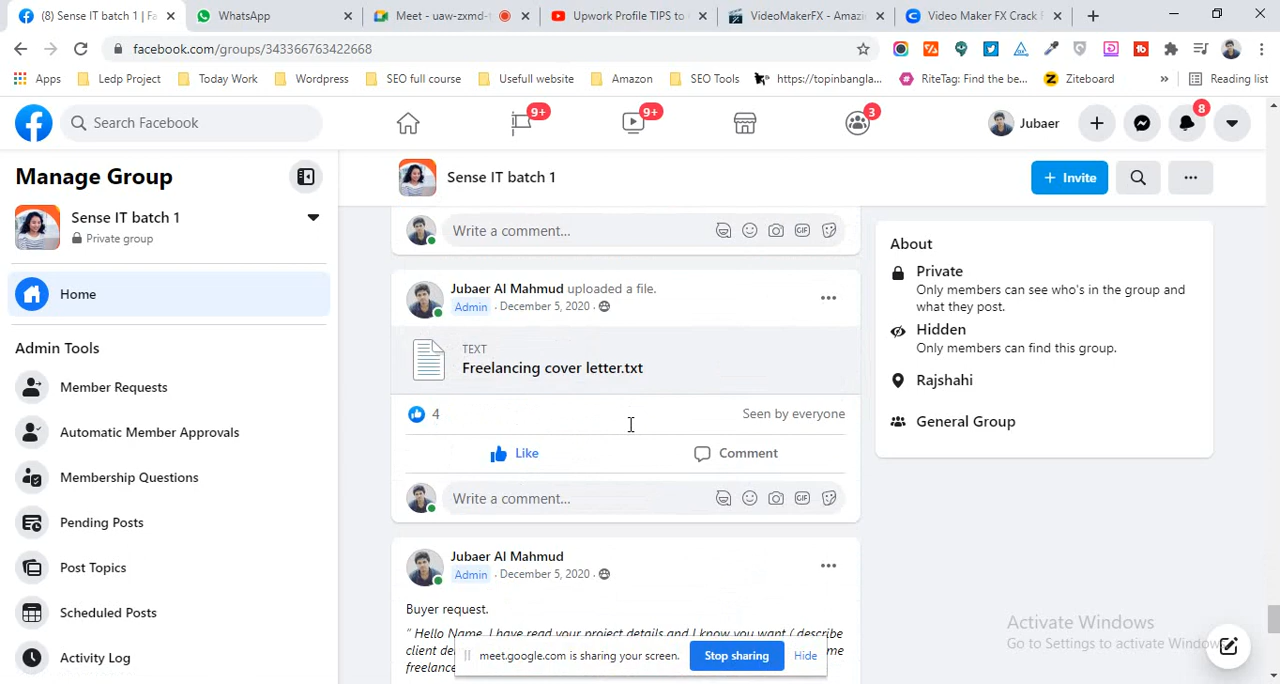 (8) Sense IT batch 1 | Fa
WhatsApp
Meet - uaw-zxmd-
YouTube Upwork Profile TIPS to
VideoMakerFX - Amazi
Video Maker FX Crack F
facebook.com/groups/343366763422668
Apps
Ledp Project
Today Work
Wordpress
SEO full course
Usefull website
Amazon
SEO Tools
https://topinbangla...
RiteTag: Find the be...
Ziteboard
»
Reading list
Search Facebook
9+
9+
3
Jubaer
8
Manage Group
Sense IT batch 1
Private group
Home
Admin Tools
Member Requests
Automatic Member Approvals
Membership Questions
Pending Posts
Post Topics
Scheduled Posts
Activity Log
Sense IT batch 1
+ Invite
Write a comment...
GIF
Jubaer Al Mahmud uploaded a file.
Admin · December 5, 2020 ·
TEXT
Freelancing cover letter.txt
4
Seen by everyone
Like
Comment
Write a comment...
GIF
Jubaer Al Mahmud
Admin · December 5, 2020 ·
Buyer request.
" Hello Name, I have read your project details and I know you want ( describe
client de
me
freelance
meet.google.com is sharing your screen.
Stop sharing
Hide
About
Private
Only members can see who's in the group and
what they post.
Hidden
Only members can find this group.
Rajshahi
General Group
Activate Windows
Go to Settings to activate Windows.